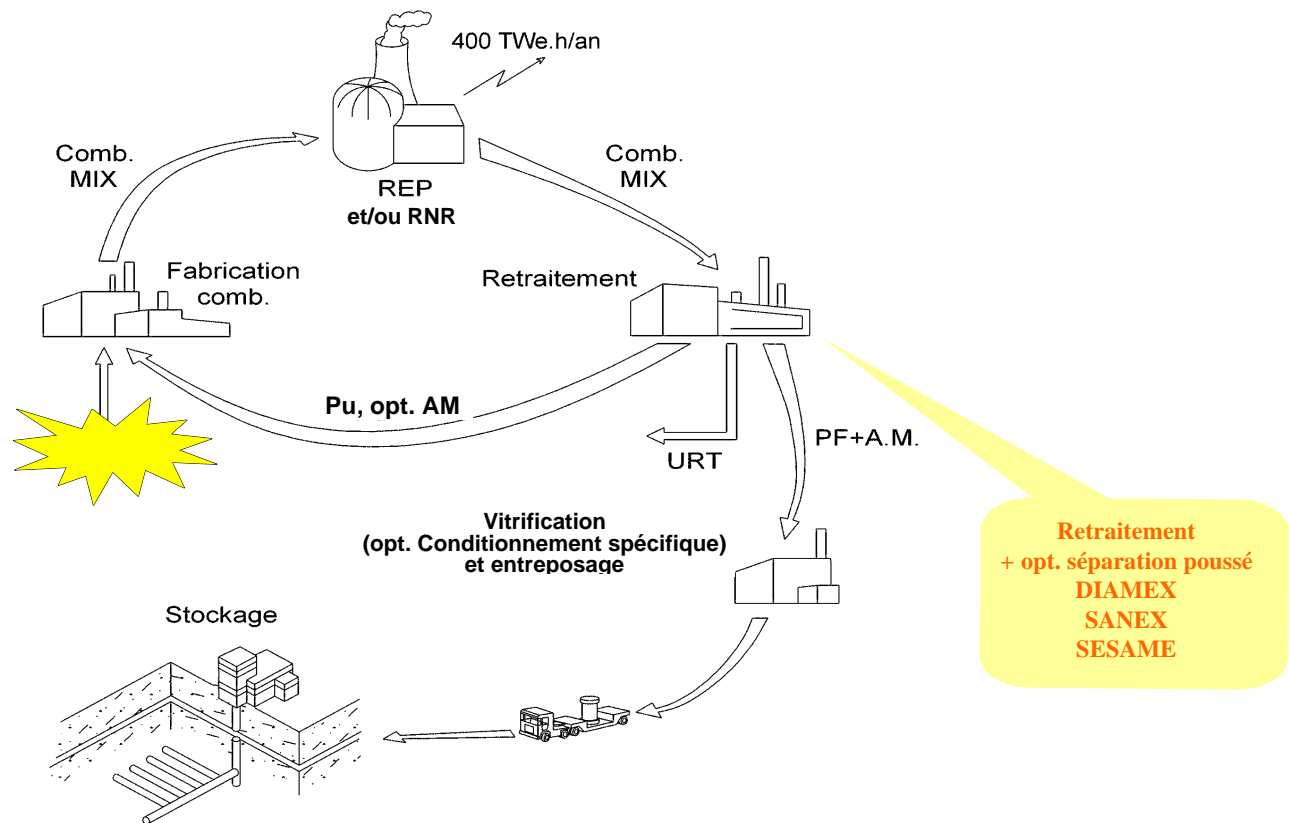 400 TWe.h/an
Comb.
MIX
Comb.
MIX
REP
et/ou RNR
Fabrication
comb.
Retraitement
Pu, opt. AM
URT
PF+A.M.
Vitrification
(opt. Conditionnement spécifique)
et entreposage
Stockage
Retraitement
+ opt. séparation poussé
DIAMEX
SANEX
SESAME